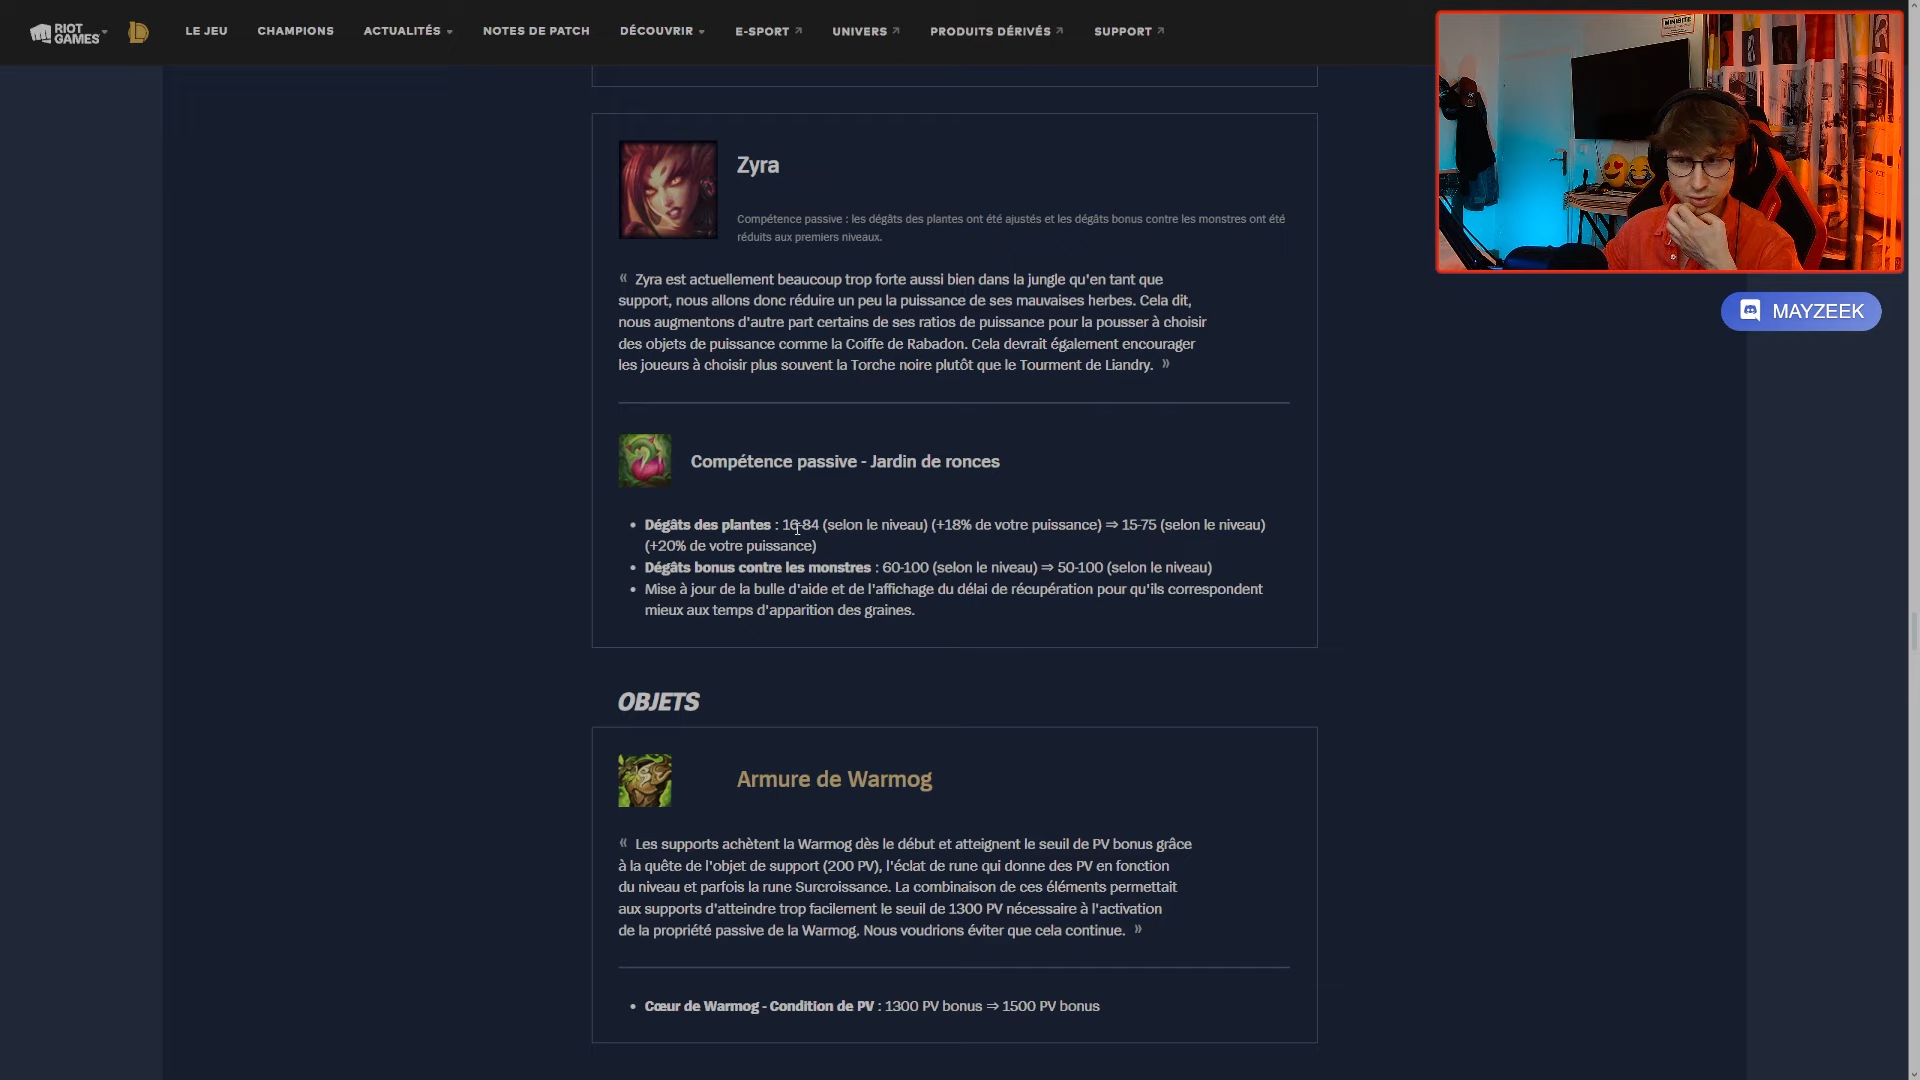 RIOT GAMES
LE JEU CHAMPIONS ACTUALITÉS NOTES DE PATCH DÉCOUVRIR E-SPORT UNIVERS PRODUITS DÉRIVÉS SUPPORT
MAYZEEK
Zyra
Compétence passive : les dégâts des plantes ont été ajustés et les dégâts bonus contre les monstres ont été
réduits aux premiers niveaux.
« Zyra est actuellement beaucoup trop forte aussi bien dans la jungle qu'en tant que
support, nous allons donc réduire un peu la puissance de ses mauvaises herbes. Cela dit,
nous augmentons d'autre part certains de ses ratios de puissance pour la pousser à choisir
des objets de puissance comme la Coiffe de Rabadon. Cela devrait également encourager
les joueurs à choisir plus souvent la Torche noire plutôt que le Tourment de Liandry. »
Compétence passive - Jardin de ronces
• Dégâts des plantes : 16-84 (selon le niveau) (+18% de votre puissance) ⇒ 15-75 (selon le niveau)
(+20% de votre puissance)
• Dégâts bonus contre les monstres : 60-100 (selon le niveau) ⇒ 50-100 (selon le niveau)
• Mise à jour de la bulle d'aide et de l'affichage du délai de récupération pour qu'ils correspondent
mieux aux temps d'apparition des graines.
OBJETS
Armure de Warmog
« Les supports achètent la Warmog dès le début et atteignent le seuil de PV bonus grâce
à la quête de l'objet de support (200 PV), l'éclat de rune qui donne des PV en fonction
du niveau et parfois la rune Surcroissance. La combinaison de ces éléments permettait
aux supports d'atteindre trop facilement le seuil de 1300 PV nécessaire à l'activation
de la propriété passive de la Warmog. Nous voudrions éviter que cela continue. »
• Cœur de Warmog - Condition de PV : 1300 PV bonus ⇒ 1500 PV bonus